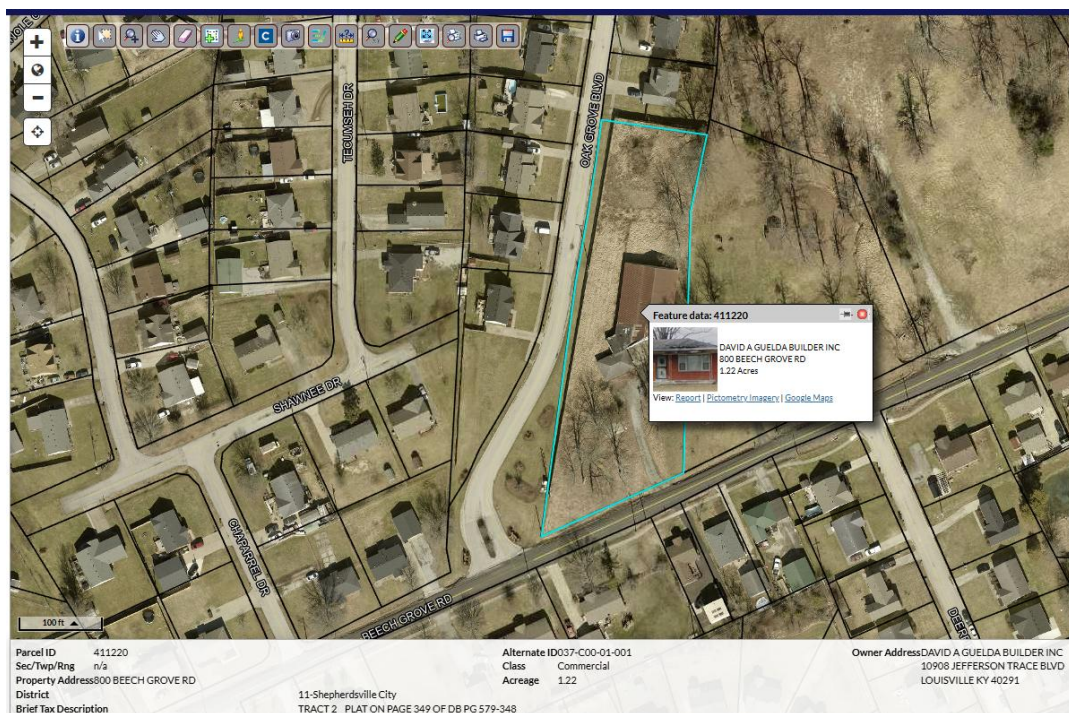 OAK GROVE BLVD
TECUMSEH DR
C
Feature data: 411220
DAVID A GUELDA BUILDER INC
800 BEECH GROVE RD
1.22 Acres
View: Report | Pictometry Imagery | Google Maps
SHAWNEE DR
CHAPARREL DR
BEECH GROVE RD
100 ft
Parcel ID 411220
Sec/Twp/Rng n/a
Property Address 800 BEECH GROVE RD
District 11-Shepherdsville City
Brief Tax Description TRACT 2 PLAT ON PAGE 349 OF DB PG 579-348
Alternate ID 037-C00-01-001
Class Commercial
Acreage 1.22
Owner Address DAVID A GUELDA BUILDER INC
10908 JEFFERSON TRACE BLVD
LOUISVILLE KY 40291